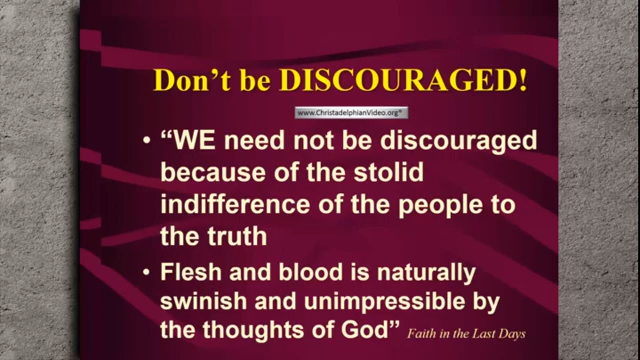 Don't be DISCOURAGED!
www.ChristadelphianVideo.org"
• “WE need not be discouraged
because of the stolid
indifference of the people to
the truth
• Flesh and blood is naturally
swinish and unimpressible by
the thoughts of God” Faith in the Last Days